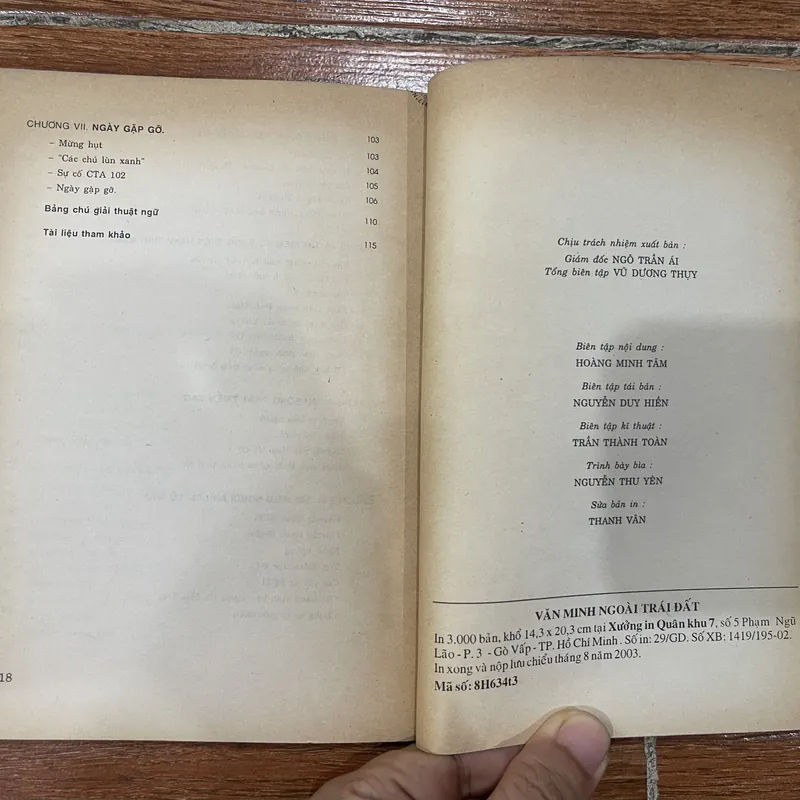 CHƯƠNG VII. NGÀY GẶP GỠ. 103
– Mừng hụt 103
– "Các chú lùn xanh" 104
– Sự cố CTA 102 105
– Ngày gặp gỡ. 106
Bảng chú giải thuật ngữ 110
Tài liệu tham khảo 115
18
Chịu trách nhiệm xuất bản :
Giám đốc NGÔ TRẦN ÁI
Tổng biên tập VŨ DƯƠNG THỤY
Biên tập nội dung :
HOÀNG MINH TÂM
Biên tập tái bản :
NGUYỄN DUY HIỀN
Biên tập kĩ thuật :
TRẦN THÀNH TOÀN
Trình bày bìa :
NGUYỄN THU YÊN
Sửa bản in :
THANH VÂN
VĂN MINH NGOÀI TRÁI ĐẤT
In 3.000 bản, khổ 14,3 x 20,3 cm tại Xưởng in Quân khu 7, số 5 Phạm Ngũ
Lão - P. 3 - Gò Vấp - TP. Hồ Chí Minh. Số in: 29/GD. Số XB: 1419/195-02.
In xong và nộp lưu chiểu tháng 8 năm 2003.
Mã số: 8H634t3